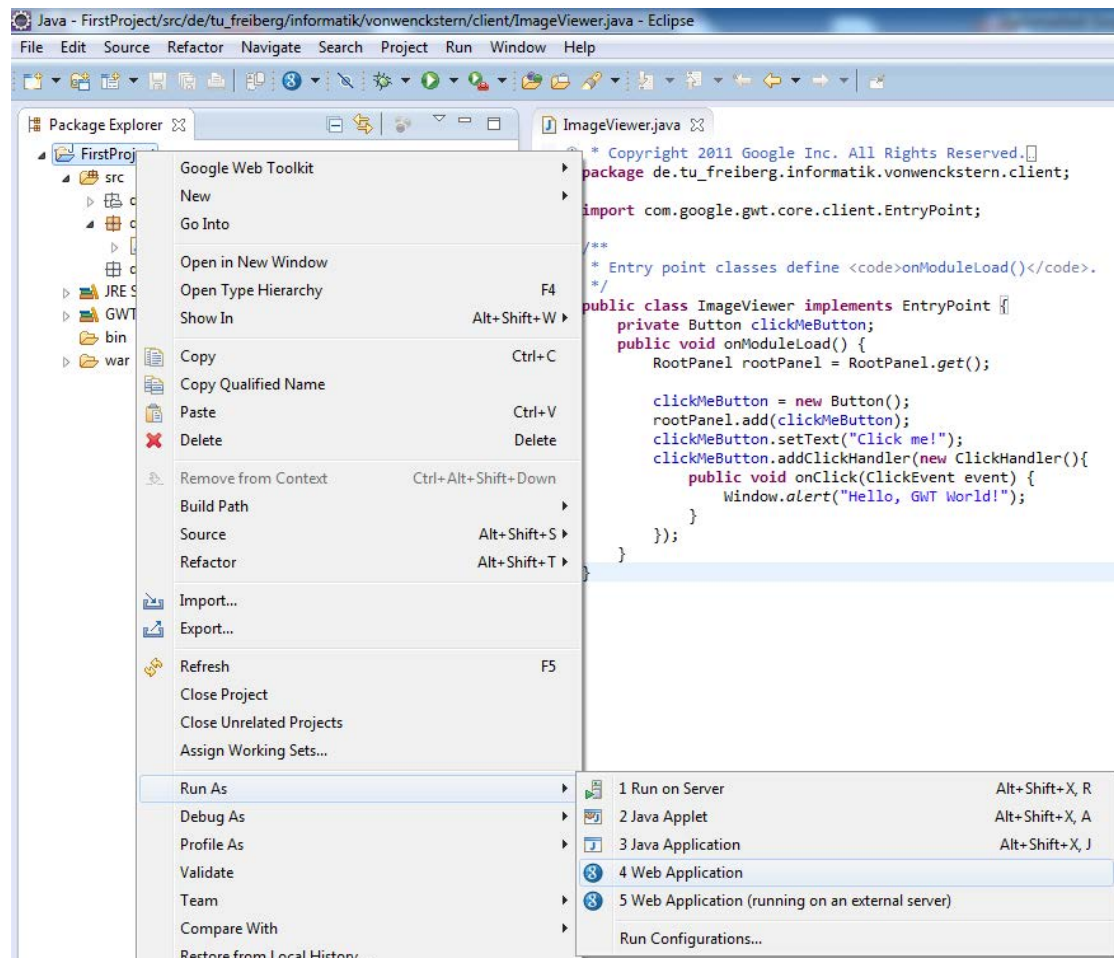 Java - FirstProject/src/de/tu_freiberg/informatik/vonwenckstern/client/ImageViewer.java - Eclipse
File Edit Source Refactor Navigate Search Project Run Window Help
Package Explorer
FirstProj
src
JRE S
GWT
bin
war
Google Web Toolkit
New
Go Into
Open in New Window
Open Type Hierarchy F4
Show In Alt+Shift+W
Copy Ctrl+C
Copy Qualified Name
Paste Ctrl+V
Delete Delete
Remove from Context Ctrl+Alt+Shift+Down
Build Path
Source Alt+Shift+S
Refactor Alt+Shift+T
Import...
Export...
Refresh F5
Close Project
Close Unrelated Projects
Assign Working Sets...
Run As
Debug As
Profile As
Validate
Team
Compare With
Restore from Local History...
1 Run on Server Alt+Shift+X, R
2 Java Applet Alt+Shift+X, A
3 Java Application Alt+Shift+X, J
4 Web Application
5 Web Application (running on an external server)
Run Configurations...
ImageViewer.java
* Copyright 2011 Google Inc. All Rights Reserved.
package de.tu_freiberg.informatik.vonwenckstern.client;
import com.google.gwt.core.client.EntryPoint;
/**
* Entry point classes define <code>onModuleLoad()</code>.
*/
public class ImageViewer implements EntryPoint {
private Button clickMeButton;
public void onModuleLoad() {
RootPanel rootPanel = RootPanel.get();
clickMeButton = new Button();
rootPanel.add(clickMeButton);
clickMeButton.setText("Click me!");
clickMeButton.addClickHandler(new ClickHandler(){
public void onClick(ClickEvent event) {
Window.alert("Hello, GWT World!");
}
});
}
}